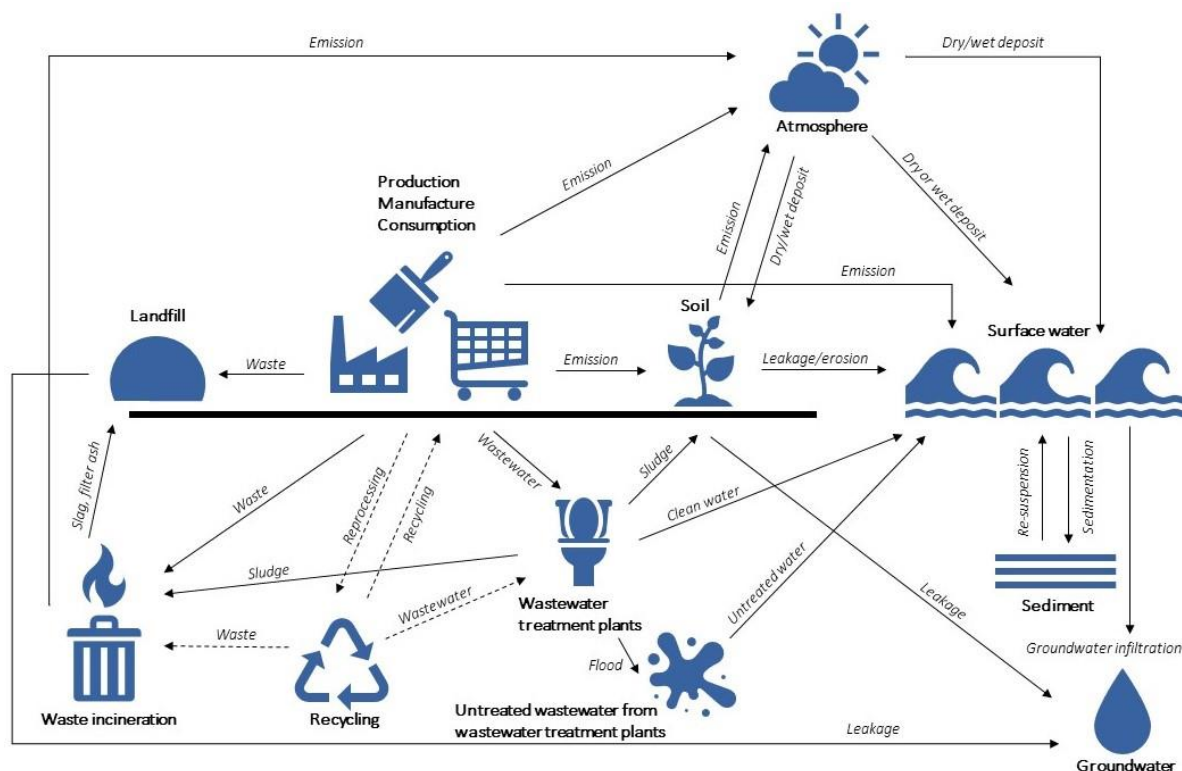 Emission
Dry/wet deposit
Atmosphere
Production
Manufacture
Consumption
Emission
Emission
Dry/wet deposit
Dry or wet deposit
Emission
Landfill
Soil
Surface water
Waste
Emission
Leakage/erosion
Slag, filter ash
Waste
Reprocessing
Recycling
Wastewater
Sludge
Clean water
Re-suspension
Sedimentation
Sludge
Wastewater
Untreated water
Leakage
Sediment
Wastewater
treatment plants
Waste
Flood
Groundwater infiltration
Waste incineration
Recycling
Untreated wastewater from
wastewater treatment plants
Leakage
Groundwater